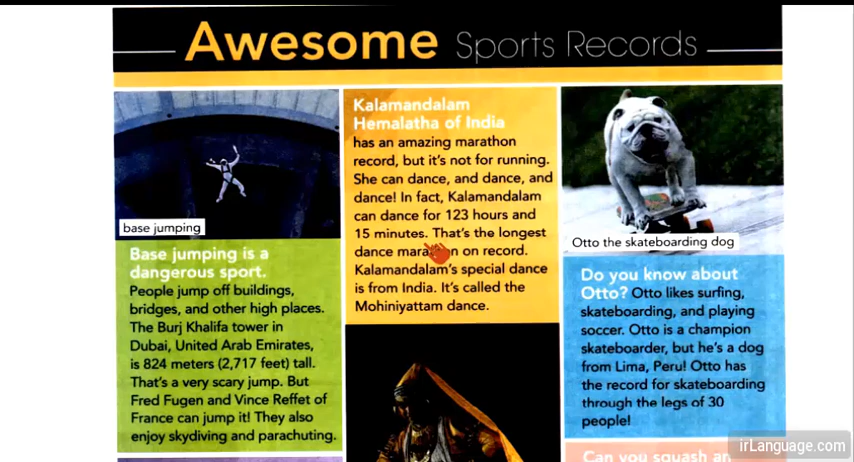 Awesome Sports Records
base jumping
Base jumping is a
dangerous sport.
People jump off buildings,
bridges, and other high places.
The Burj Khalifa tower in
Dubai, United Arab Emirates,
is 824 meters (2,717 feet) tall.
That's a very scary jump. But
Fred Fugen and Vince Reffet of
France can jump it! They also
enjoy skydiving and parachuting.
Kalamandalam
Hemalatha of India
has an amazing marathon
record, but it's not for running.
She can dance, and dance, and
dance! In fact, Kalamandalam
can dance for 123 hours and
15 minutes. That's the longest
dance marathon on record.
Kalamandalam's special dance
is from India. It's called the
Mohiniyattam dance.
Otto the skateboarding dog
Do you know about
Otto? Otto likes surfing,
skateboarding, and playing
soccer. Otto is a champion
skateboarder, but he's a dog
from Lima, Peru! Otto has
the record for skateboarding
through the legs of 30
people!
Can you squash an
irLanguage.com